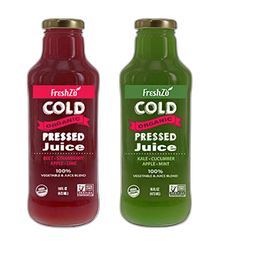 FreshZo
COLD
ORGANIC
PRESSED
Juice
BEET • STRAWBERRY
APPLE • LIME
100%
VEGETABLE & JUICE BLEND
FreshZo
COLD
ORGANIC
PRESSED
Juice
KALE • CUCUMBER
APPLE • MINT
100%
VEGETABLE & JUICE BLEND